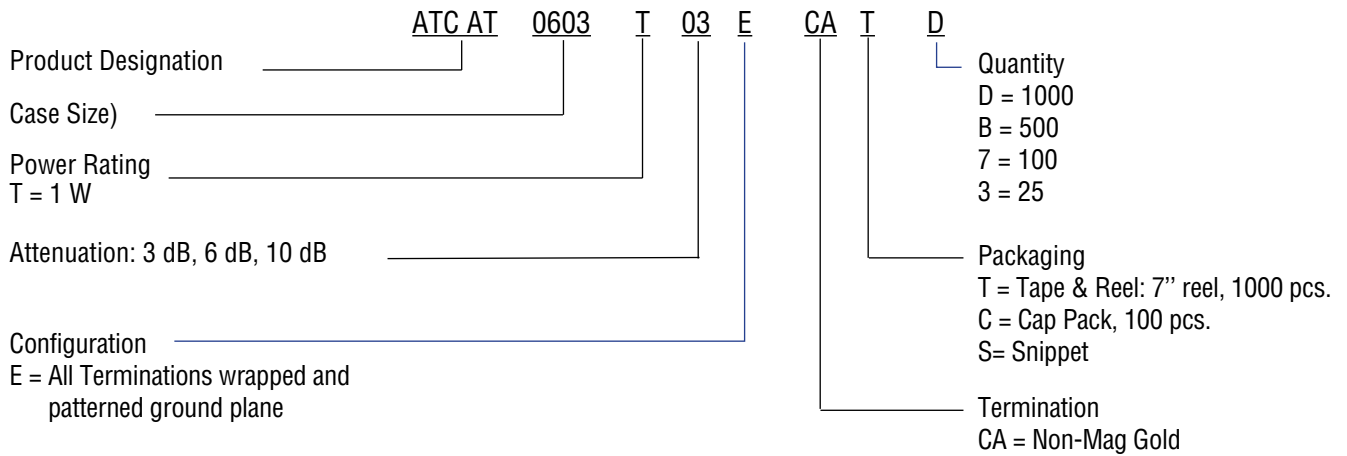 ATC AT 0603 T 03 E CA T D
Product Designation
Case Size)
Power Rating
T = 1 W
Attenuation: 3 dB, 6 dB, 10 dB
Configuration
E = All Terminations wrapped and
patterned ground plane
Quantity
D = 1000
B = 500
7 = 100
3 = 25
Packaging
T = Tape & Reel: 7’’ reel, 1000 pcs.
C = Cap Pack, 100 pcs.
S= Snippet
Termination
CA = Non-Mag Gold